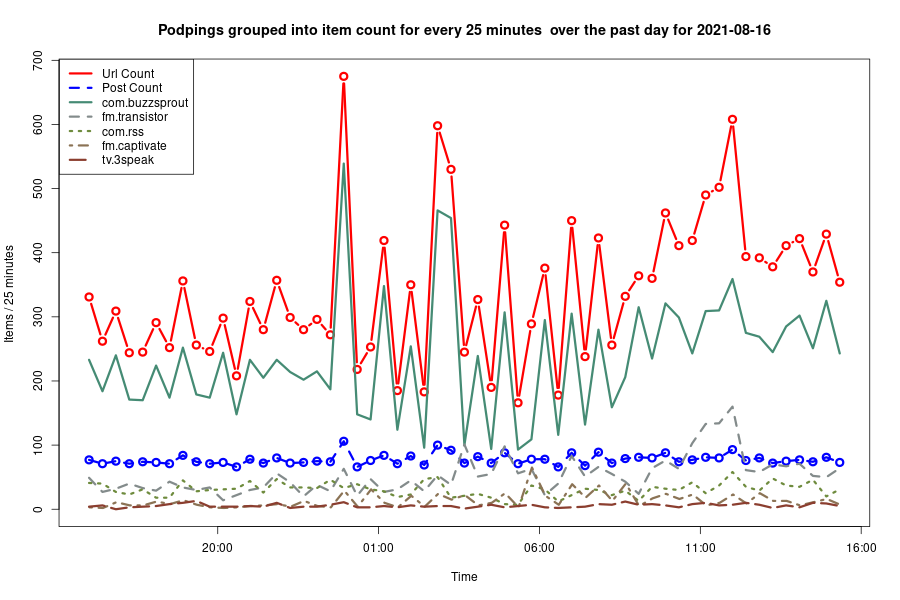 Podpings grouped into item count for every 25 minutes  over the past day for 2021-08-16
Items / 25 minutes
700
600
500
400
300
200
100
0
Url Count
Post Count
com.buzzsprout
fm.transistor
com.rss
fm.captivate
tv.3speak
20:00
01:00
06:00
11:00
16:00
Time